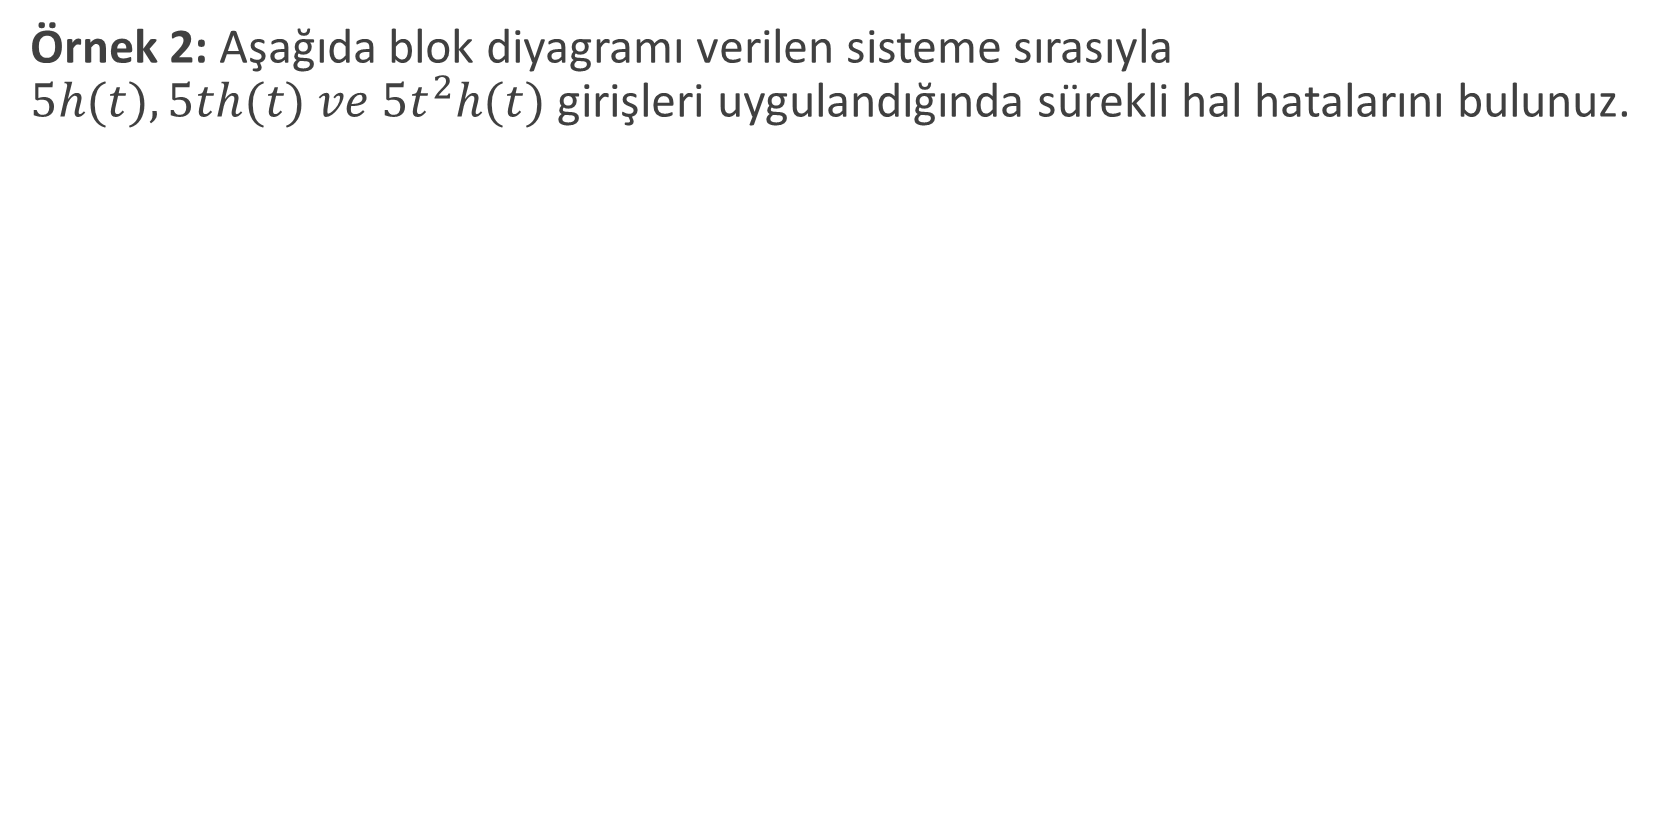 Örnek 2: Aşağıda blok diyagramı verilen sisteme sırasıyla
5h(t), 5th(t) ve 5t²h(t) girişleri uygulandığında sürekli hal hatalarını bulunuz.